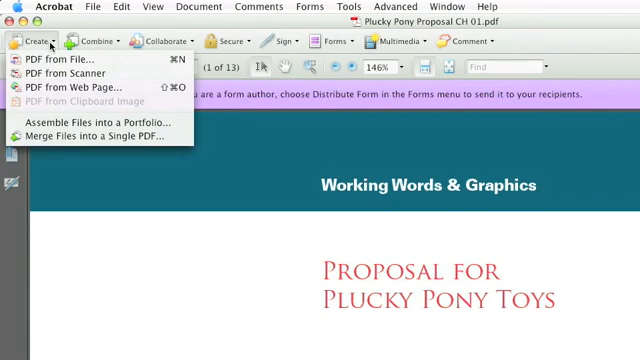 Acrobat File Edit View Document Comments Forms Tools Advanced Window Help
Plucky Pony Proposal CH 01.pdf
Create Combine Collaborate Secure Sign Forms Multimedia Comment
(1 of 13) 146% Find
PDF from File... ⌘N
PDF from Scanner
PDF from Web Page... ⇧⌘O
PDF from Clipboard Image
Assemble Files into a Portfolio...
Merge Files into a Single PDF...
ou are a form author, choose Distribute Form in the Forms menu to send it to your recipients.
Working Words & Graphics
Proposal for
Plucky Pony Toys